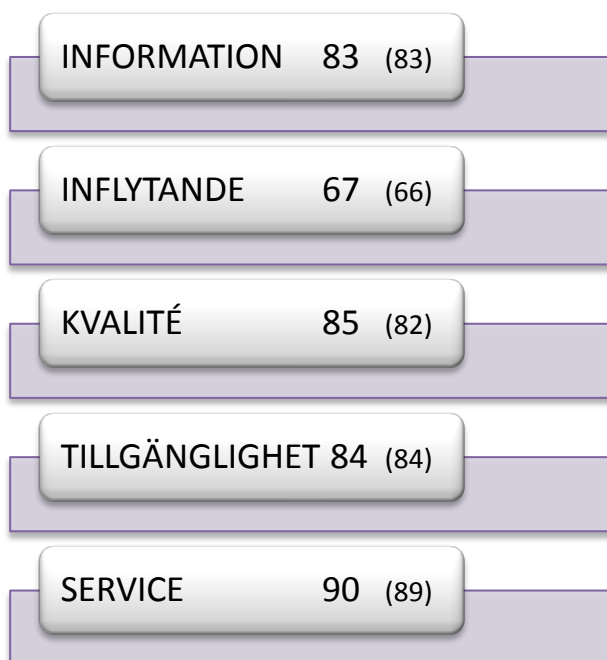 INFORMATION 83 (83)
INFLYTANDE 67 (66)
KVALITÉ 85 (82)
TILLGÄNGLIGHET 84 (84)
SERVICE 90 (89)